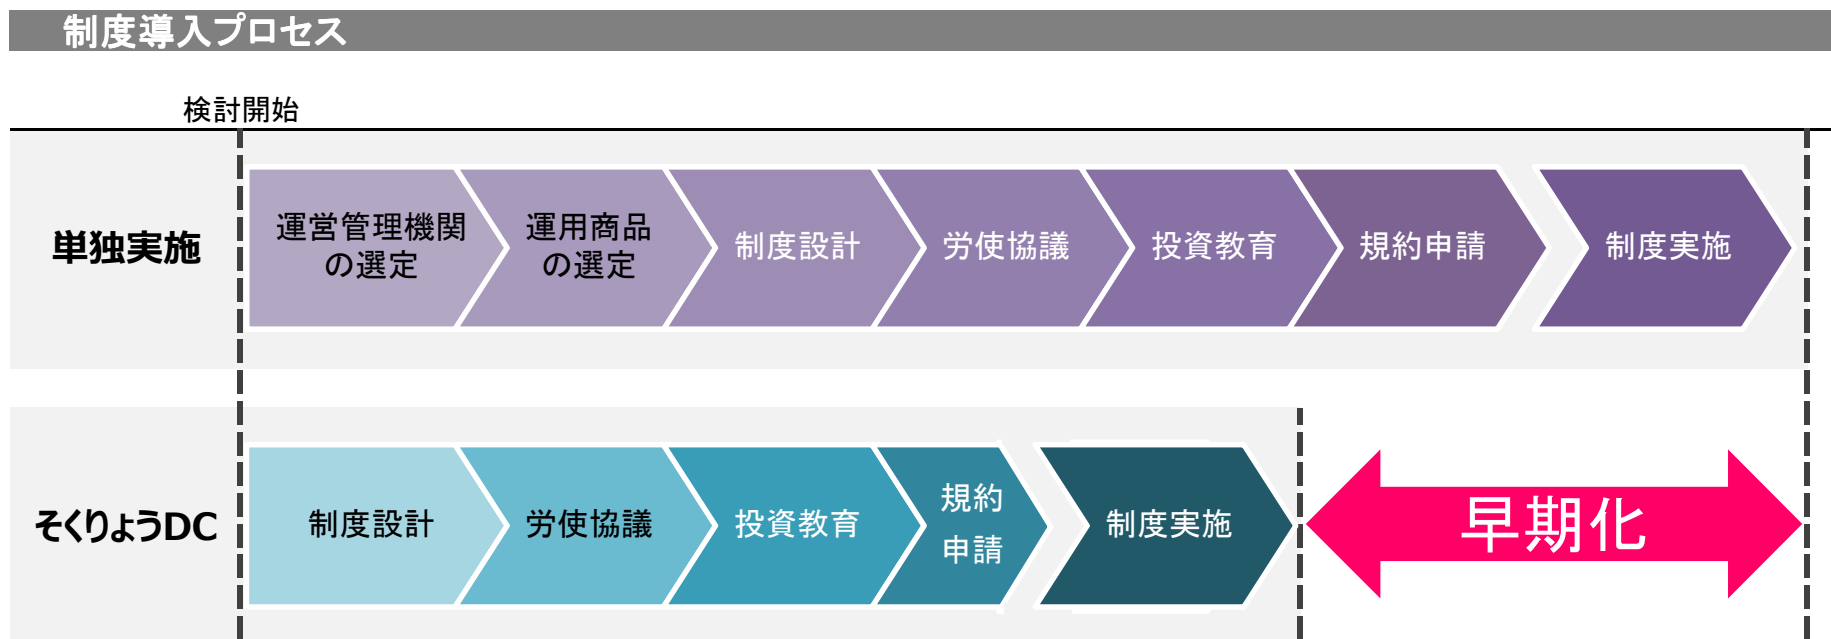 制度導入プロセス
検討開始
単独実施
運営管理機関
の選定
運用商品
の選定
制度設計
労使協議
投資教育
規約申請
制度実施
そくりょうDC
制度設計
労使協議
投資教育
規約
申請
制度実施
早期化